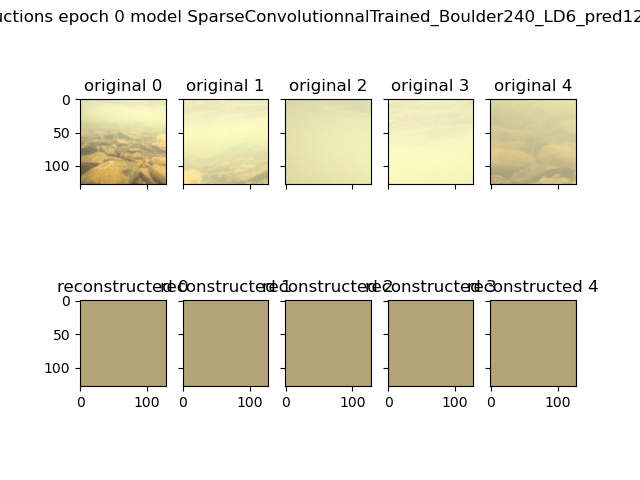 uctions epoch 0 model SparseConvolutionnalTrained_Boulder240_LD6_pred12
original 0 original 1 original 2 original 3 original 4
0
50
100
reconstructed 0 reconstructed 1 reconstructed 2 reconstructed 3 reconstructed 4
0
50
100
0 100 0 100 0 100 0 100 0 100